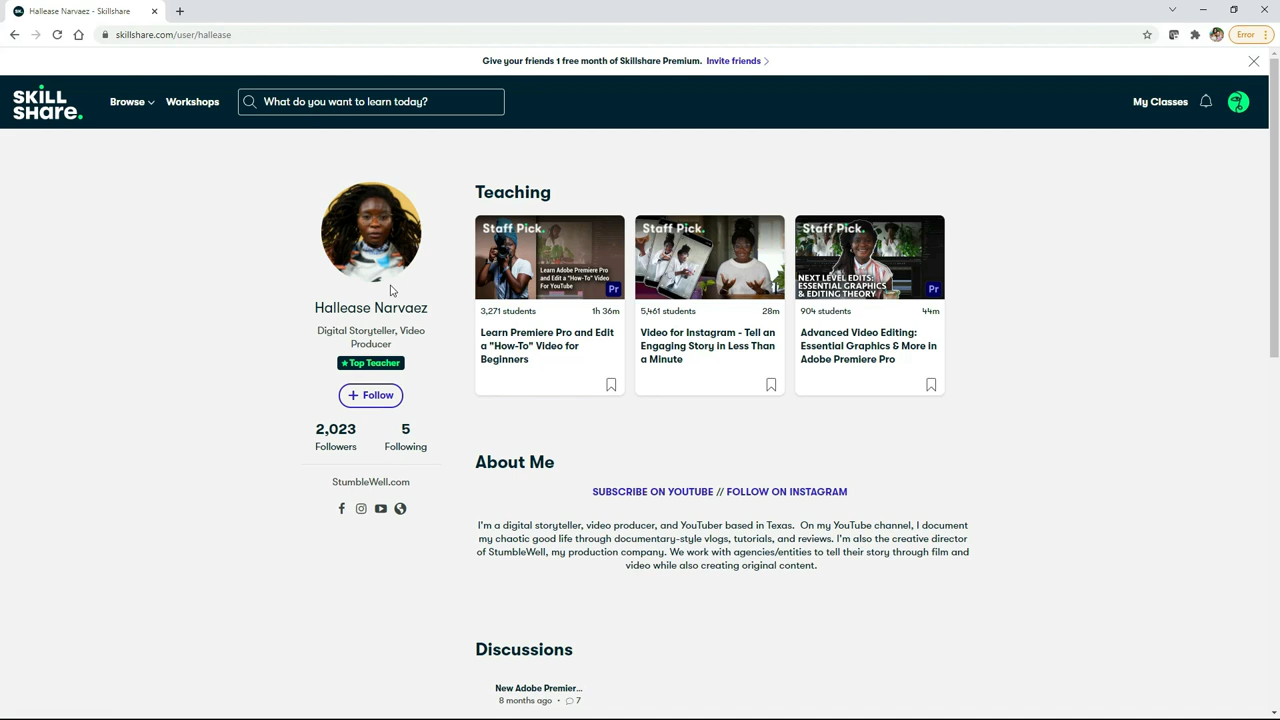 Hallease Narvaez - Skillshare
skillshare.com/user/hallease
Error
Give your friends 1 free month of Skillshare Premium. Invite friends
SKILL SHARE.
Browse
Workshops
What do you want to learn today?
My Classes
Hallease Narvaez
Digital Storyteller, Video
Producer
Top Teacher
+ Follow
2,023 5
Followers Following
StumbleWell.com
Teaching
Staff Pick.
Learn Adobe Premiere Pro
and Edit a "How-To" Video
For YouTube
Pr
3,271 students 1h 36m
Learn Premiere Pro and Edit
a "How-To" Video for
Beginners
Staff Pick.
5,461 students 28m
Video for Instagram - Tell an
Engaging Story in Less Than
a Minute
Staff Pick.
NEXT LEVEL EDITS:
ESSENTIAL GRAPHICS
& EDITING THEORY
Pr
904 students 44m
Advanced Video Editing:
Essential Graphics & More in
Adobe Premiere Pro
About Me
SUBSCRIBE ON YOUTUBE // FOLLOW ON INSTAGRAM
I'm a digital storyteller, video producer, and YouTuber based in Texas. On my YouTube channel, I document
my chaotic good life through documentary-style vlogs, tutorials, and reviews. I'm also the creative director
of StumbleWell, my production company. We work with agencies/entities to tell their story through film and
video while also creating original content.
Discussions
New Adobe Premier...
8 months ago • 7